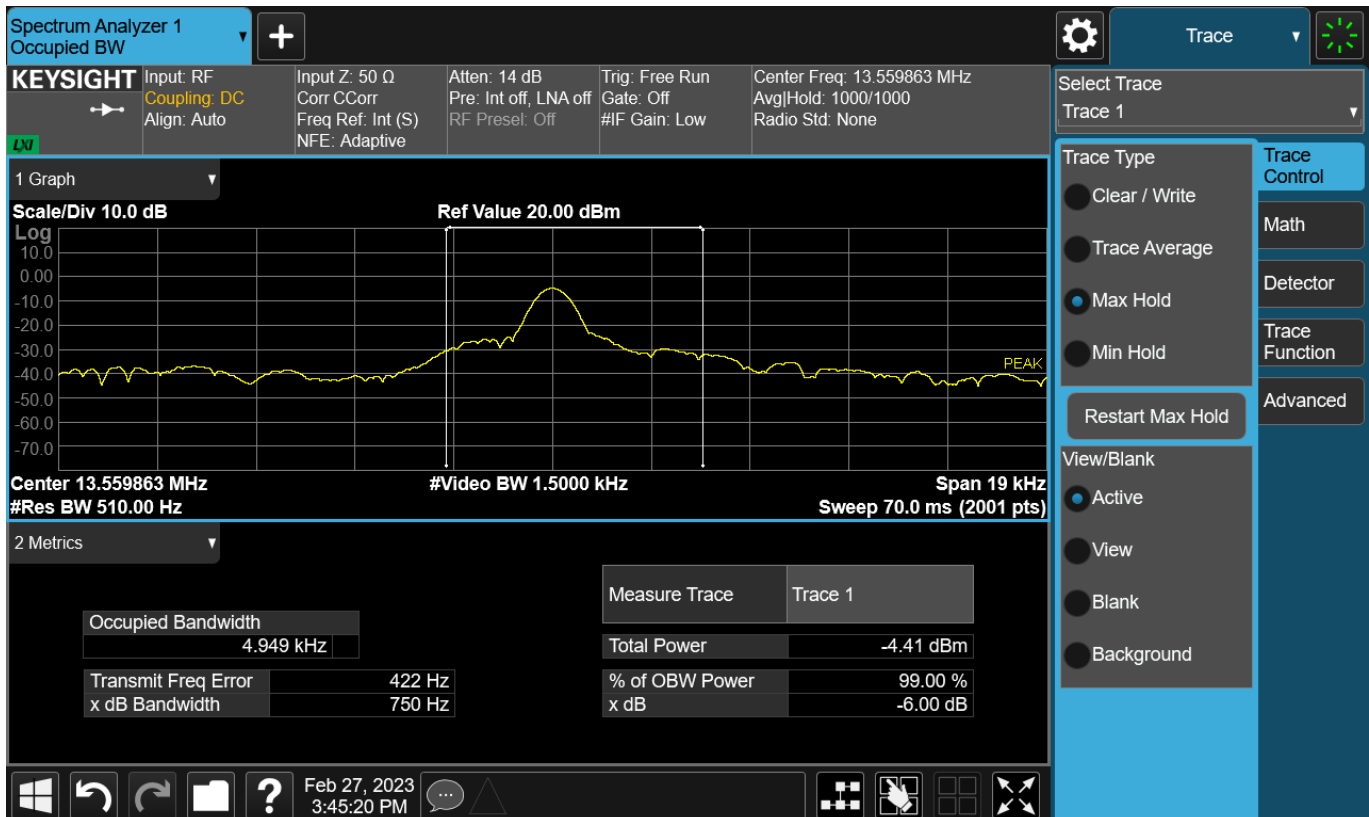 Spectrum Analyzer 1
Occupied BW
Trace
KEYSIGHT
LXI
Input: RF
Coupling: DC
Align: Auto
Input Z: 50 Ω
Corr CCorr
Freq Ref: Int (S)
NFE: Adaptive
Atten: 14 dB
Pre: Int off, LNA off
RF Presel: Off
Trig: Free Run
Gate: Off
#IF Gain: Low
Center Freq: 13.559863 MHz
Avg|Hold: 1000/1000
Radio Std: None
Select Trace
Trace 1
1 Graph
Scale/Div 10.0 dB
Ref Value 20.00 dBm
Log
10.0
0.00
-10.0
-20.0
-30.0
-40.0
-50.0
-60.0
-70.0
PEAK
Center 13.559863 MHz
#Video BW 1.5000 kHz
Span 19 kHz
#Res BW 510.00 Hz
Sweep 70.0 ms (2001 pts)
2 Metrics
Occupied Bandwidth
4.949 kHz
Transmit Freq Error 422 Hz
x dB Bandwidth 750 Hz
Measure Trace Trace 1
Total Power -4.41 dBm
% of OBW Power 99.00 %
x dB -6.00 dB
Trace Type
Clear / Write
Trace Average
Max Hold
Min Hold
Restart Max Hold
View/Blank
Active
View
Blank
Background
Trace
Control
Math
Detector
Trace
Function
Advanced
?
Feb 27, 2023
3:45:20 PM